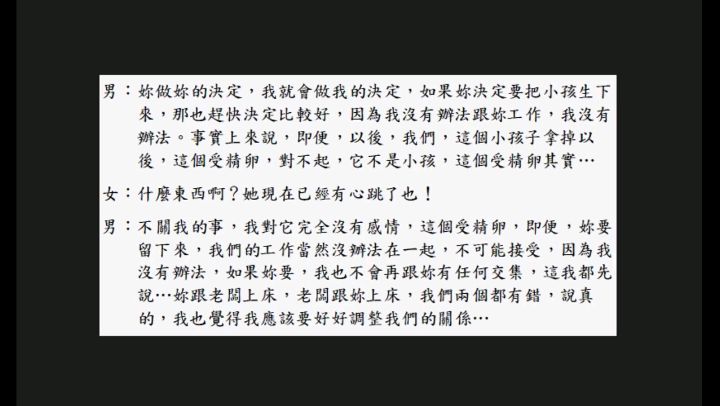 男：妳做妳的決定，我就會做我的決定，如果妳決定要把小孩生下
來，那也趕快決定比較好，因為我沒有辦法跟妳工作，我沒有
辦法。事實上來說，即便，以後，我們，這個小孩子拿掉以
後，這個受精卵，對不起，它不是小孩，這個受精卵其實…
女：什麼東西啊？她現在已經有心跳了也！
男：不關我的事，我對它完全沒有感情，這個受精卵，即便，妳要
留下來，我們的工作當然沒辦法在一起，不可能接受，因為我
沒有辦法，如果妳要，我也不會再跟妳有任何交集，這我都先
說…妳跟老闆上床，老闆跟妳上床，我們兩個都有錯，說真
的，我也覺得我應該要好好調整我們的關係…